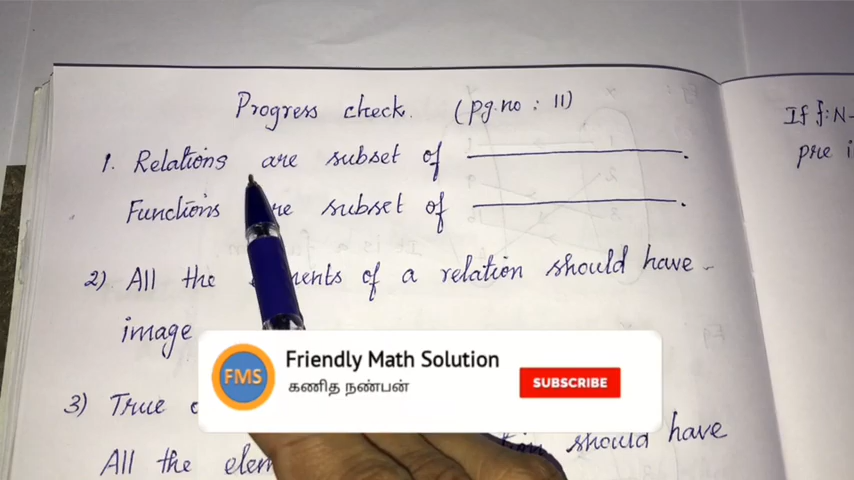 Progress check. (pg.no : 11)
1. Relations are subset of .
Functions subset of .
2) All the of a relation should have
image
3) True
All the should have
If f:N-
pre
Friendly Math Solution
FMS
கணித நண்பன்
SUBSCRIBE